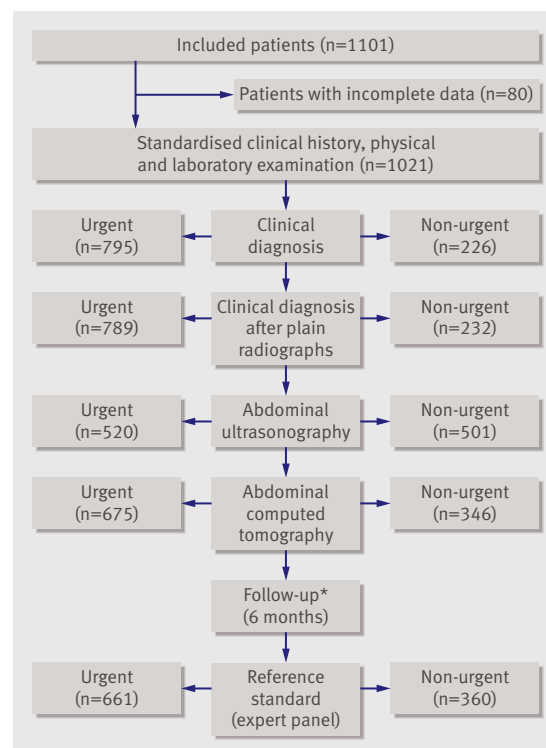 Included patients (n=1101)
Patients with incomplete data (n=80)
Standardised clinical history, physical
and laboratory examination (n=1021)
Urgent
(n=795)
Clinical
diagnosis
Non-urgent
(n=226)
Urgent
(n=789)
Clinical diagnosis
after plain
radiographs
Non-urgent
(n=232)
Urgent
(n=520)
Abdominal
ultrasonography
Non-urgent
(n=501)
Urgent
(n=675)
Abdominal
computed
tomography
Non-urgent
(n=346)
Follow-up*
(6 months)
Urgent
(n=661)
Reference
standard
(expert panel)
Non-urgent
(n=360)